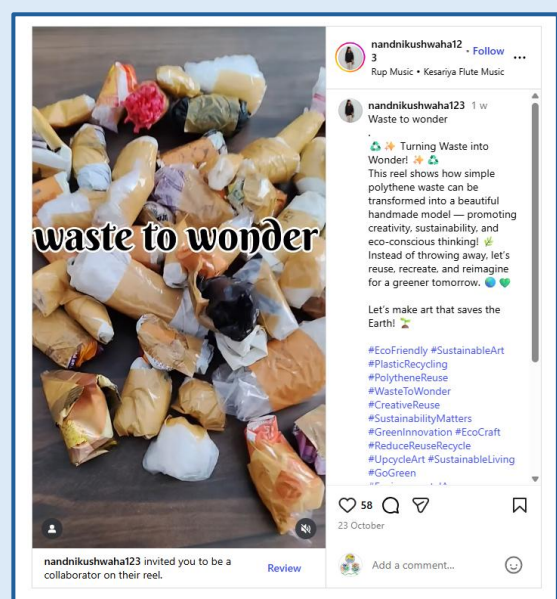 waste to wonder
nandnikushwaha123 invited you to be a
collaborator on their reel.
Review
nandnikushwaha12
3
• Follow
Rup Music • Kesariya Flute Music
nandnikushwaha123 1 w
Waste to wonder
.
♻️✨ Turning Waste into
Wonder! ✨♻️
This reel shows how simple
polythene waste can be
transformed into a beautiful
handmade model — promoting
creativity, sustainability, and
eco-conscious thinking! 🌿
Instead of throwing away, let's
reuse, recreate, and reimagine
for a greener tomorrow. 🌍💚
Let's make art that saves the
Earth! 🌱
#EcoFriendly #SustainableArt
#PlasticRecycling
#PolytheneReuse
#WasteToWonder
#CreativeReuse
#SustainabilityMatters
#GreenInnovation #EcoCraft
#ReduceReuseRecycle
#UpcycleArt #SustainableLiving
#GoGreen
58
23 October
Add a comment...